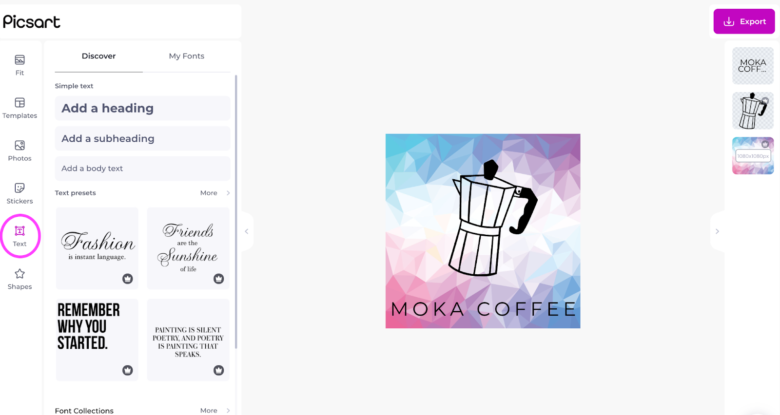 Picsart
Export
Fit
Templates
Photos
Stickers
Text
Shapes
Discover
My Fonts
Simple text
Add a heading
Add a subheading
Add a body text
Text presets
More
Fashion
is instant language.
Friends
are the
Sunshine
of life
REMEMBER
WHY YOU
STARTED.
PAINTING IS SILENT
POETRY, AND POETRY
IS PAINTING THAT
SPEAKS.
Font Collections
More
MOKA COFFEE
MOKA
COFF...
1080x1080px